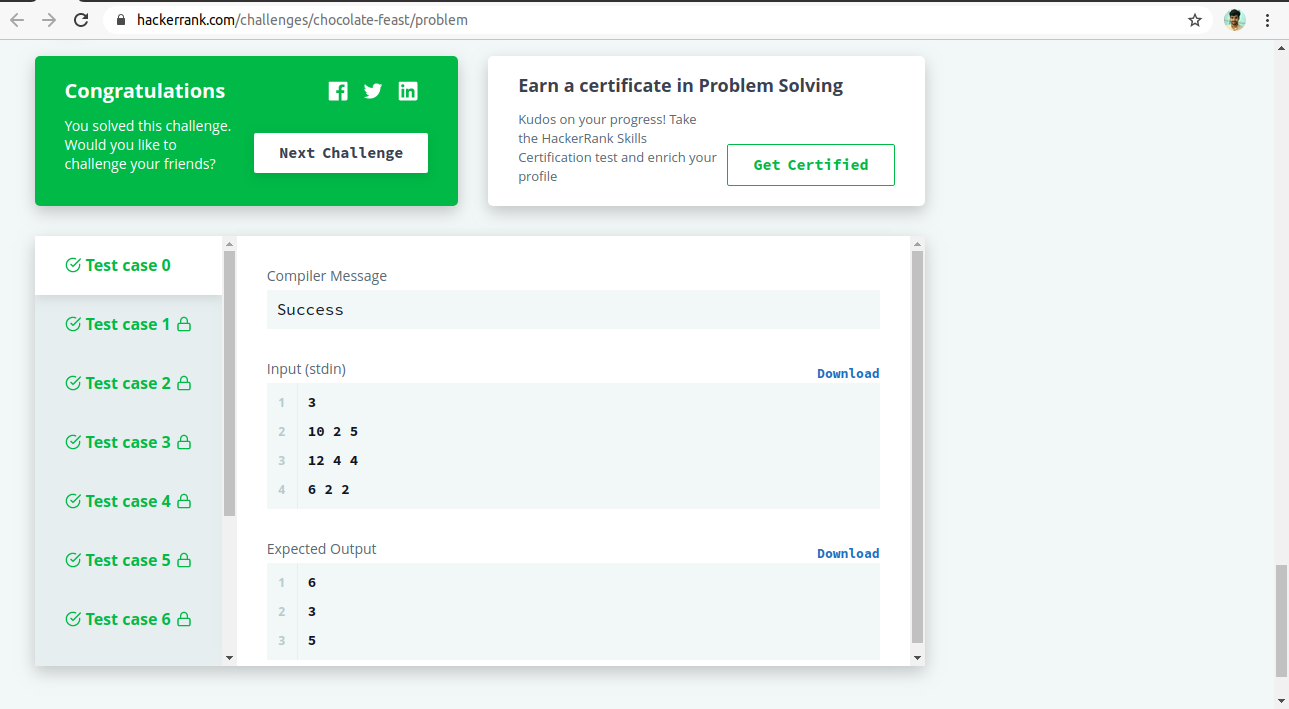 hackerrank.com/challenges/chocolate-feast/problem
Congratulations
You solved this challenge.
Would you like to
challenge your friends?
Next Challenge
Earn a certificate in Problem Solving
Kudos on your progress! Take
the HackerRank Skills
Certification test and enrich your
profile
Get Certified
Test case 0
Test case 1
Test case 2
Test case 3
Test case 4
Test case 5
Test case 6
Compiler Message
Success
Input (stdin)
Download
1 3
2 10 2 5
3 12 4 4
4 6 2 2
Expected Output
Download
1 6
2 3
3 5